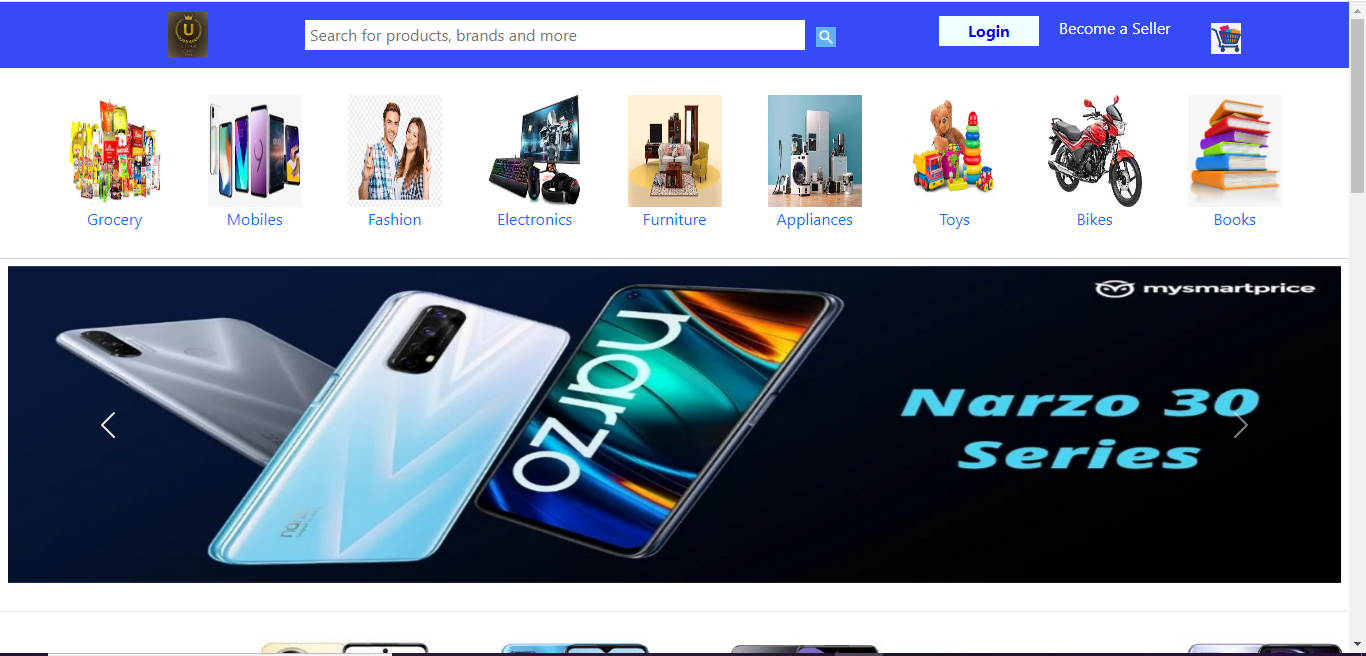 U
Search for products, brands and more
Login
Become a Seller
Grocery
Mobiles
Fashion
Electronics
Furniture
Appliances
Toys
Bikes
Books
mysmartprice
narzo
Narzo 30
Series